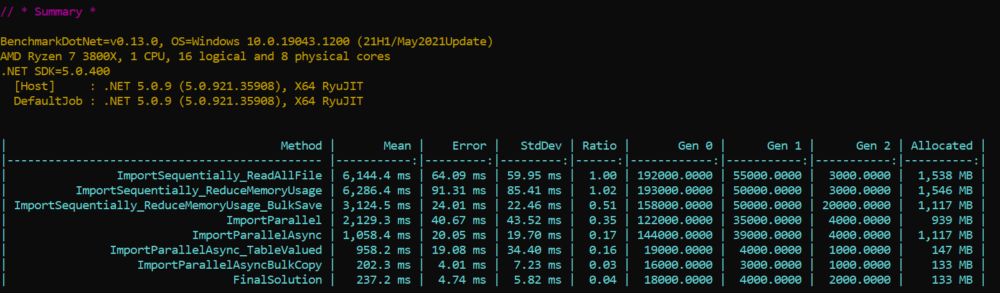 // * Summary *
BenchmarkDotNet=v0.13.0, OS=Windows 10.0.19043.1200 (21H1/May2021Update)
AMD Ryzen 7 3800X, 1 CPU, 16 logical and 8 physical cores
.NET SDK=5.0.400
  [Host]     : .NET 5.0.9 (5.0.921.35908), X64 RyuJIT
  DefaultJob : .NET 5.0.9 (5.0.921.35908), X64 RyuJIT
|                                        Method |       Mean |    Error |   StdDev | Ratio |       Gen 0 |      Gen 1 |      Gen 2 | Allocated |
|---------------------------------------------- |-----------:|---------:|---------:|------:|------------:|-----------:|-----------:|----------:|
|                ImportSequentially_ReadAllFile | 6,144.4 ms | 64.09 ms | 59.95 ms |  1.00 | 192000.0000 | 55000.0000 |  3000.0000 |  1,538 MB |
|          ImportSequentially_ReduceMemoryUsage | 6,286.4 ms | 91.31 ms | 85.41 ms |  1.02 | 193000.0000 | 50000.0000 |  3000.0000 |  1,546 MB |
| ImportSequentially_ReduceMemoryUsage_BulkSave | 3,124.5 ms | 24.01 ms | 22.46 ms |  0.51 | 158000.0000 | 50000.0000 | 20000.0000 |  1,117 MB |
|                                ImportParallel | 2,129.3 ms | 40.67 ms | 43.52 ms |  0.35 | 122000.0000 | 35000.0000 |  4000.0000 |    939 MB |
|                           ImportParallelAsync | 1,058.4 ms | 20.05 ms | 19.70 ms |  0.17 | 144000.0000 | 39000.0000 |  4000.0000 |  1,117 MB |
|               ImportParallelAsync_TableValued |   958.2 ms | 19.08 ms | 34.40 ms |  0.16 |  19000.0000 |  4000.0000 |  1000.0000 |    147 MB |
|                   ImportParallelAsyncBulkCopy |   202.3 ms |  4.01 ms |  7.23 ms |  0.03 |  16000.0000 |  3000.0000 |  1000.0000 |    133 MB |
|                                 FinalSolution |   237.2 ms |  4.74 ms |  5.82 ms |  0.04 |  18000.0000 |  4000.0000 |  2000.0000 |    133 MB |